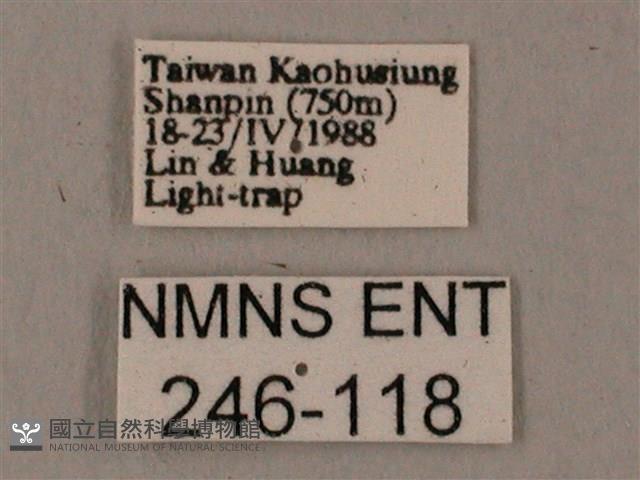 Taiwan Kaohusiung
Shanpin (750m)
18-23/IV/1988
Lin & Huang
Light-trap
NMNS ENT
246-118
國立自然科學博物館
NATIONAL MUSEUM OF NATURAL SCIENCE